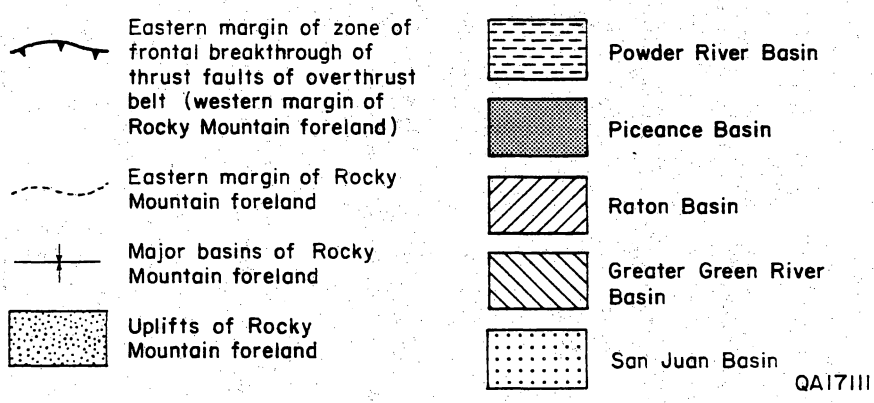 Eastern margin of zone of
frontal breakthrough of
thrust faults of overthrust
belt (western margin of
Rocky Mountain foreland)
Eastern margin of Rocky
Mountain foreland
Major basins of Rocky
Mountain foreland
Uplifts of Rocky
Mountain foreland
Powder River Basin
Piceance Basin
Raton Basin
Greater Green River
Basin
San Juan Basin
QA17111